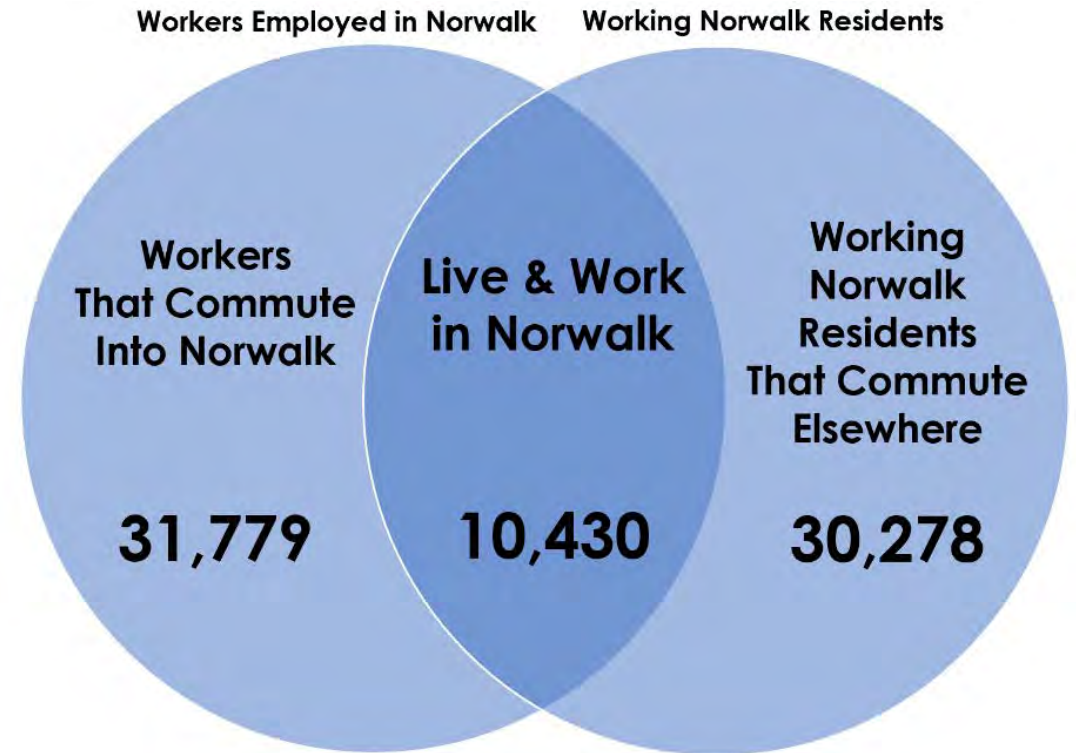 Workers Employed in Norwalk
Working Norwalk Residents
Workers
That Commute
Into Norwalk
31,779
Live & Work
in Norwalk
10,430
Working
Norwalk
Residents
That Commute
Elsewhere
30,278